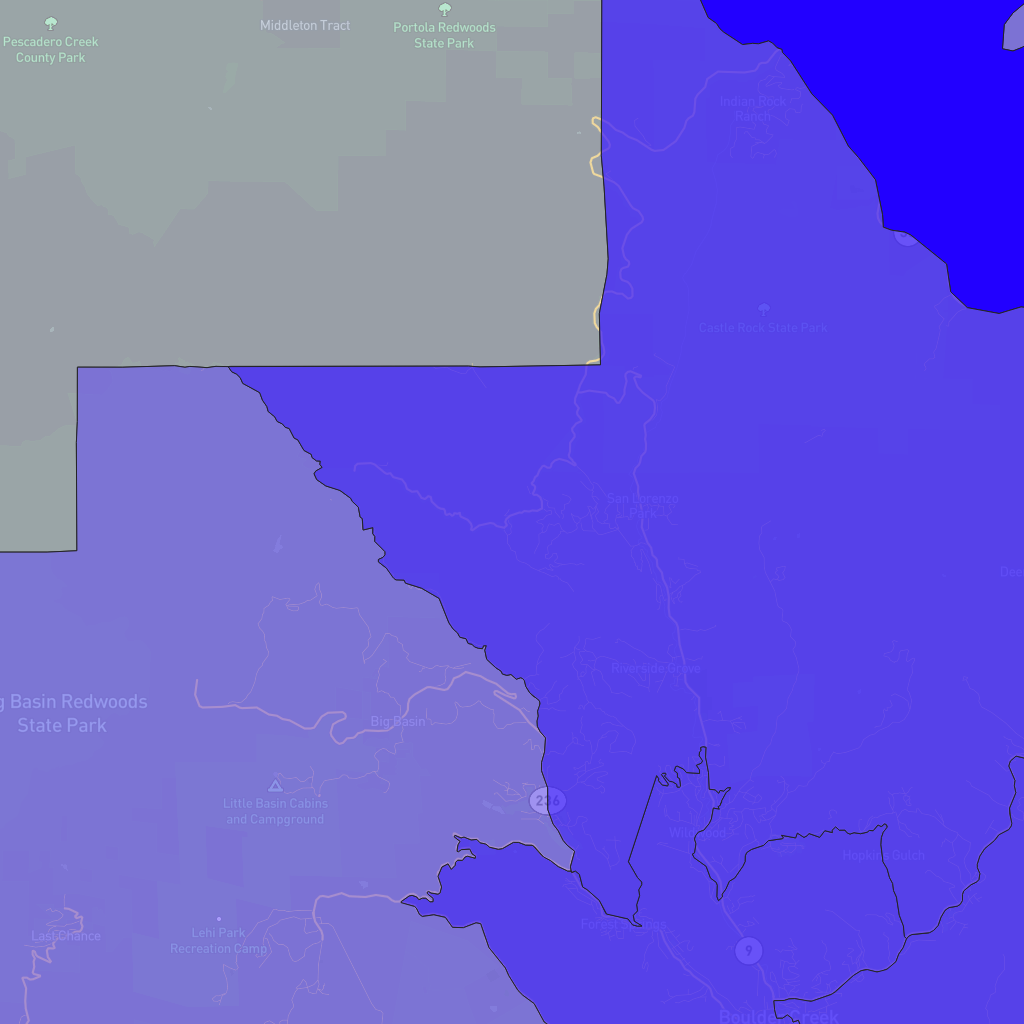 Pescadero Creek
County Park
Middleton Tract
Portola Redwoods
State Park
Indian Rock
Ranch
Castle Rock State Park
San Lorenzo
Park
Riverside Grove
g Basin Redwoods
State Park
Big Basin
Little Basin Cabins
and Campground
236
Wildwood
Hopkins Gulch
Last Chance
Lehi Park
Recreation Camp
Forest
9
Boulder Creek